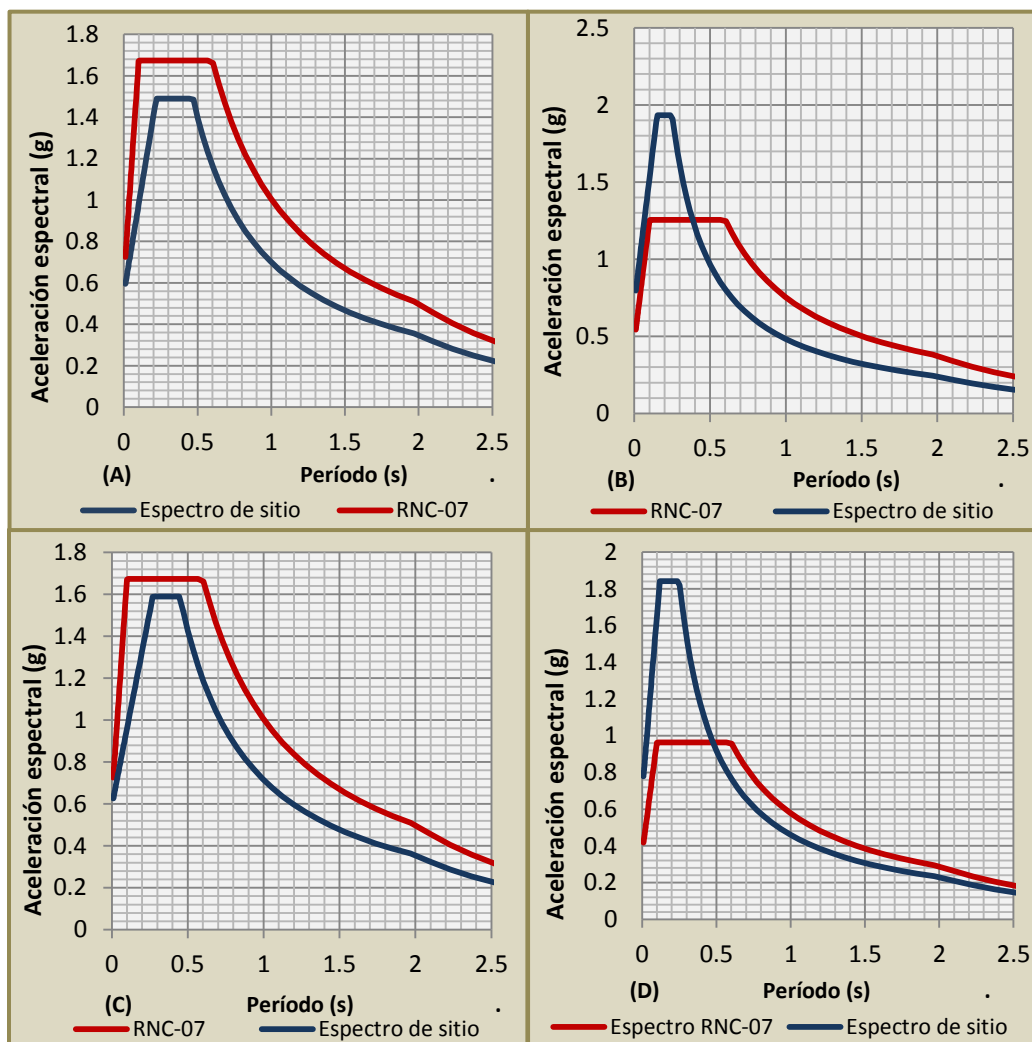 Aceleración espectral (g)
1.8
1.6
1.4
1.2
1
0.8
0.6
0.4
0.2
0
0 0.5 1 1.5 2 2.5
(A) Período (s) .
Espectro de sitio RNC-07
Aceleración espectral (g)
2.5
2
1.5
1
0.5
0
0 0.5 1 1.5 2 2.5
(B) Período (s) .
RNC-07 Espectro de sitio
Aceleración espectral (g)
1.8
1.6
1.4
1.2
1
0.8
0.6
0.4
0.2
0
0 0.5 1 1.5 2 2.5
(C) Período (s) .
RNC-07 Espectro de sitio
Aceleración espectral (g)
2
1.8
1.6
1.4
1.2
1
0.8
0.6
0.4
0.2
0
0 0.5 1 1.5 2 2.5
(D) Período (s) .
Espectro RNC-07 Espectro de sitio